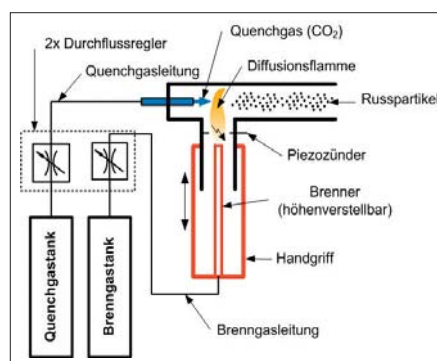 Quenchgas (CO₂)
2x Durchflussregler
Quenchgasleitung
Diffusionsflamme
Russpartikel
Piezozünder
Brenner
(höhenverstellbar)
Handgriff
Quenchgastank
Brenngastank
Brenngasleitung